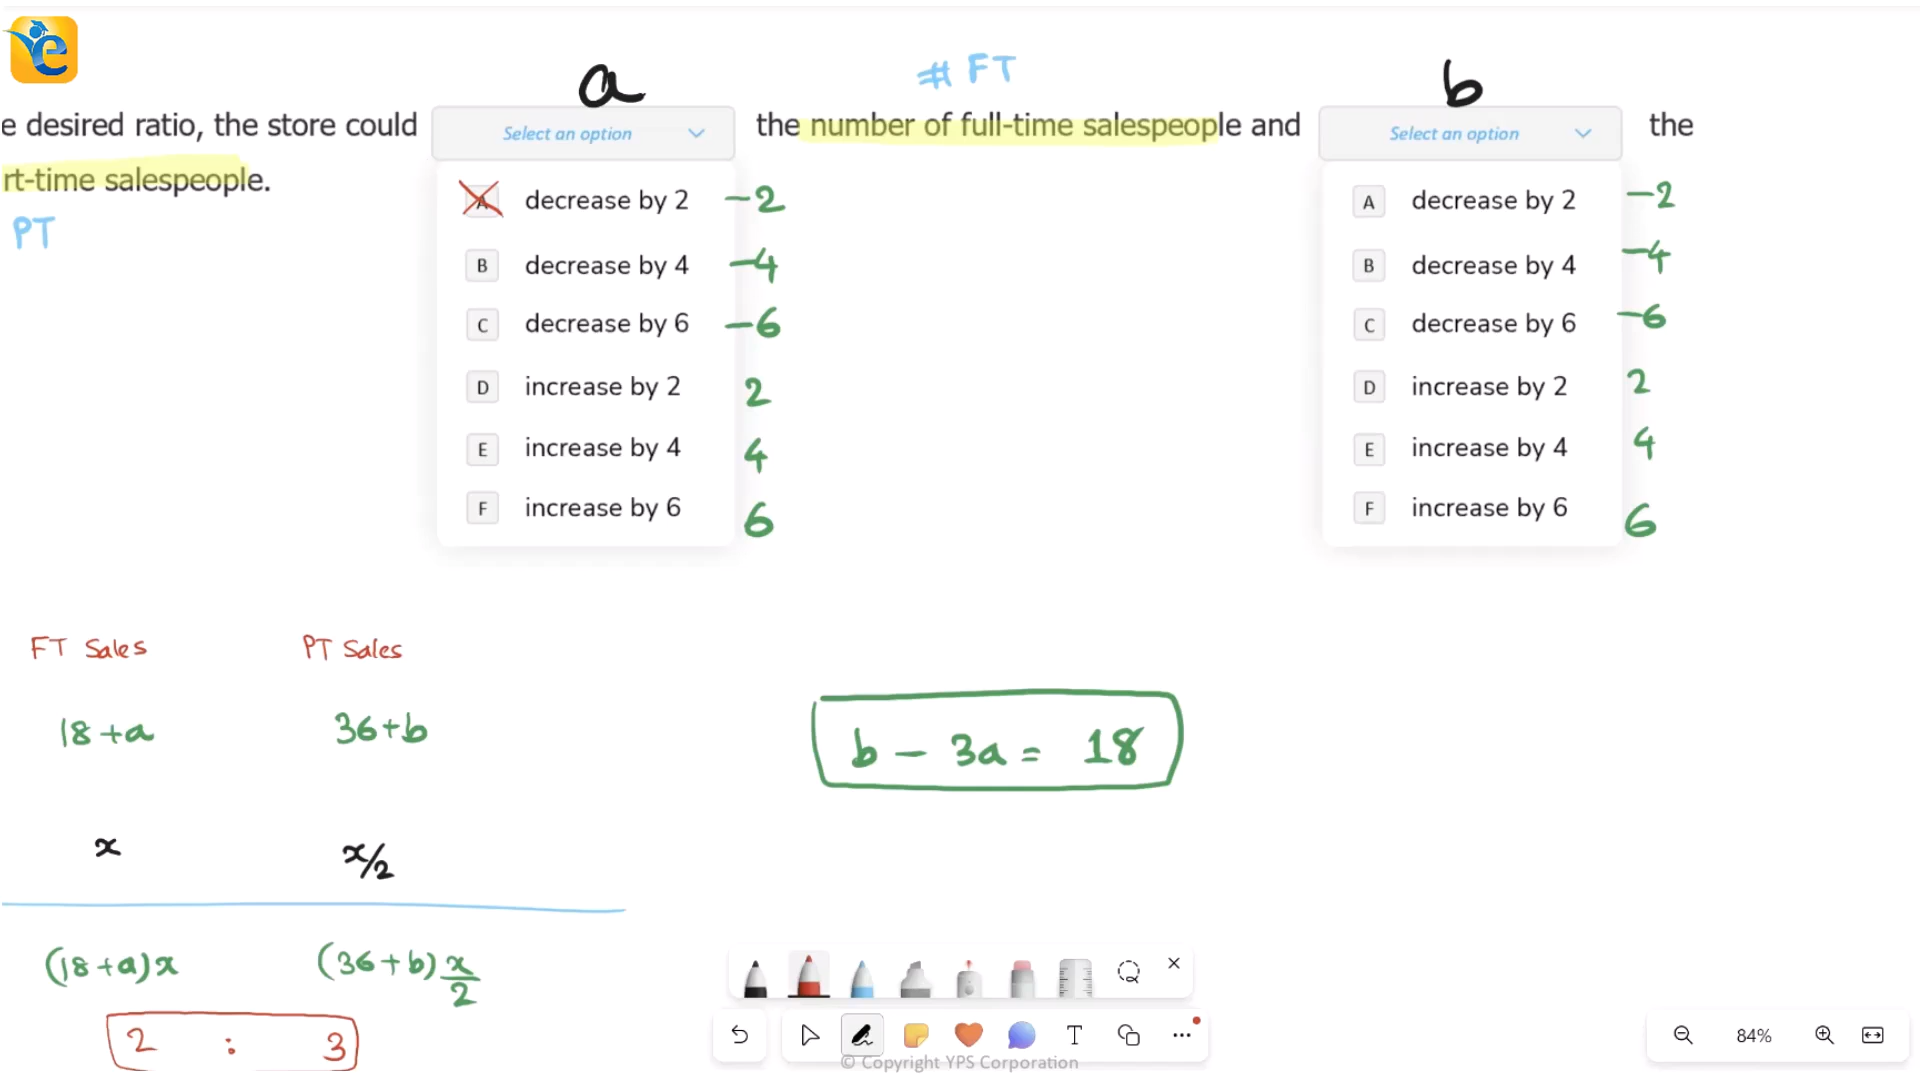 # FT
a
b
e desired ratio, the store could Select an option the number of full-time salespeople and Select an option the
rt-time salespeople.
PT
A decrease by 2 -2
B decrease by 4 -4
C decrease by 6 -6
D increase by 2 2
E increase by 4 4
F increase by 6 6
A decrease by 2 -2
B decrease by 4 -4
C decrease by 6 -6
D increase by 2 2
E increase by 4 4
F increase by 6 6
FT Sales PT Sales
18+a 36+b
x x/2
(18+a)x (36+b)x/2
2 : 3
b - 3a = 18
T
84%
© Copyright YPS Corporation